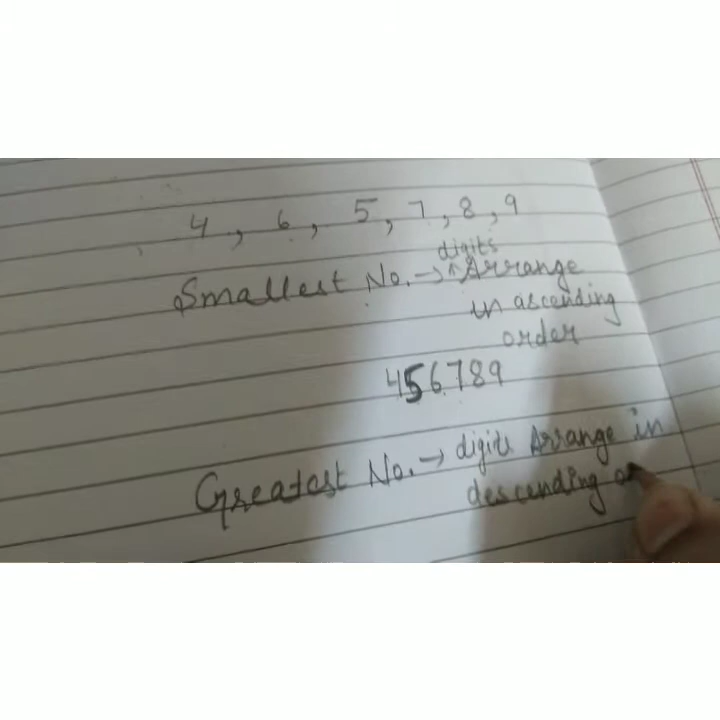 4, 6, 5, 7, 8, 9
digits
Smallest No. → ^ Arrange
in ascending
order
456789
Greatest No. → digits Arrange in
descending